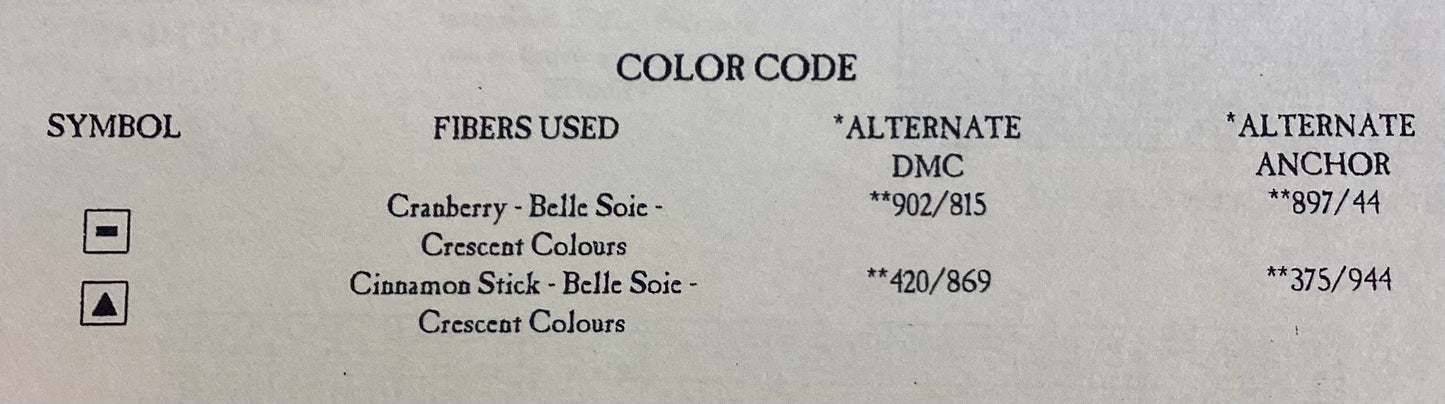 COLOR CODE
SYMBOL FIBERS USED *ALTERNATE DMC *ALTERNATE ANCHOR
Cranberry - Belle Soie - **902/815 **897/44
Crescent Colours
Cinnamon Stick - Belle Soie - **420/869 **375/944
Crescent Colours